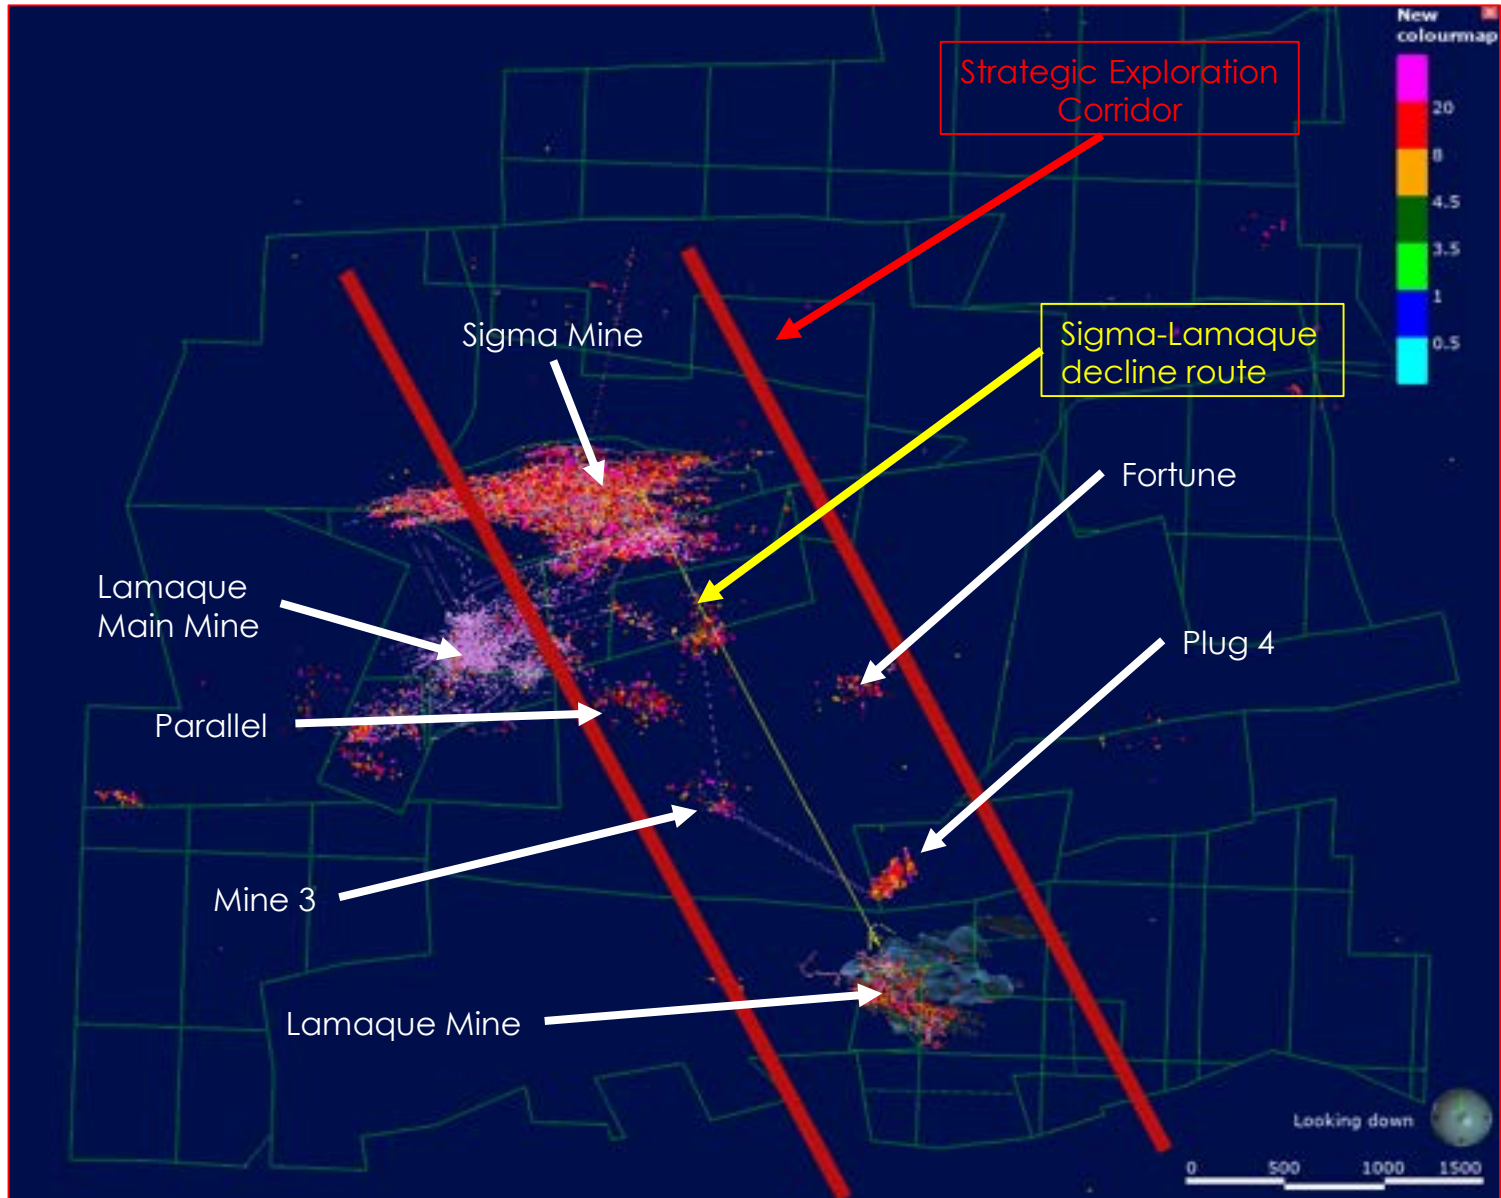 New
colourmap
20
8
4.5
3.5
1
0.5
Strategic Exploration
Corridor
Sigma Mine
Sigma-Lamaque
decline route
Fortune
Lamaque
Main Mine
Plug 4
Parallel
Mine 3
Lamaque Mine
Looking down
0 500 1000 1500